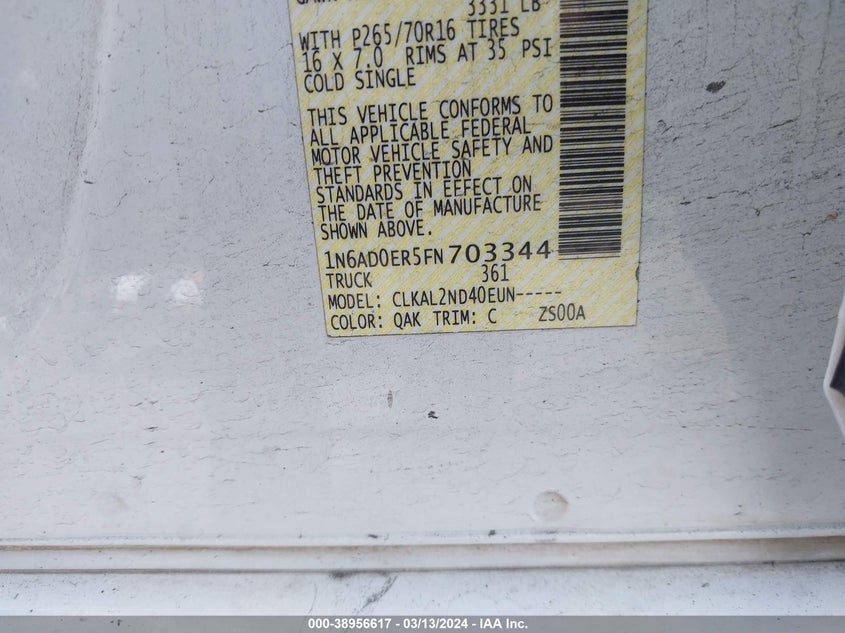 3331 LB
WITH P265/70R16 TIRES
16 X 7.0 RIMS AT 35 PSI
COLD SINGLE
THIS VEHICLE CONFORMS TO
ALL APPLICABLE FEDERAL
MOTOR VEHICLE SAFETY AND
THEFT PREVENTION
STANDARDS IN EFFECT ON
THE DATE OF MANUFACTURE
SHOWN ABOVE.
1N6AD0ER5FN703344
TRUCK 361
MODEL: CLKAL2ND40EUN-----
COLOR: QAK TRIM: C ZS00A
000-38956617 - 03/13/2024 - IAA Inc.